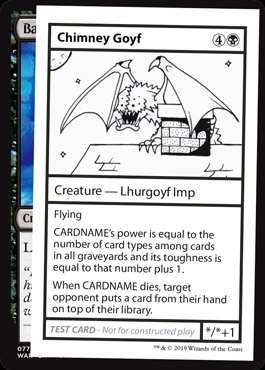 Chimney Goyf 4
Creature — Lhurgoyf Imp
Flying
CARDNAME's power is equal to the
number of card types among cards
in all graveyards and its toughness is
equal to that number plus 1.
When CARDNAME dies, target
opponent puts a card from their hand
on top of their library.
TEST CARD - Not for constructed play
*/*+1
™ & © 2019 Wizards of the Coast
Ba
C
L
077
WAR